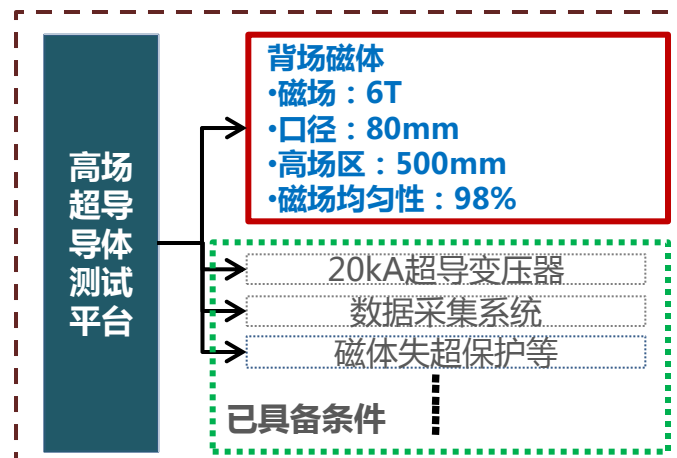 高场
超导
导体
测试
平台
背场磁体
•磁场：6T
•口径：80mm
•高场区：500mm
•磁场均匀性：98%
20kA超导变压器
数据采集系统
磁体失超保护等
已具备条件